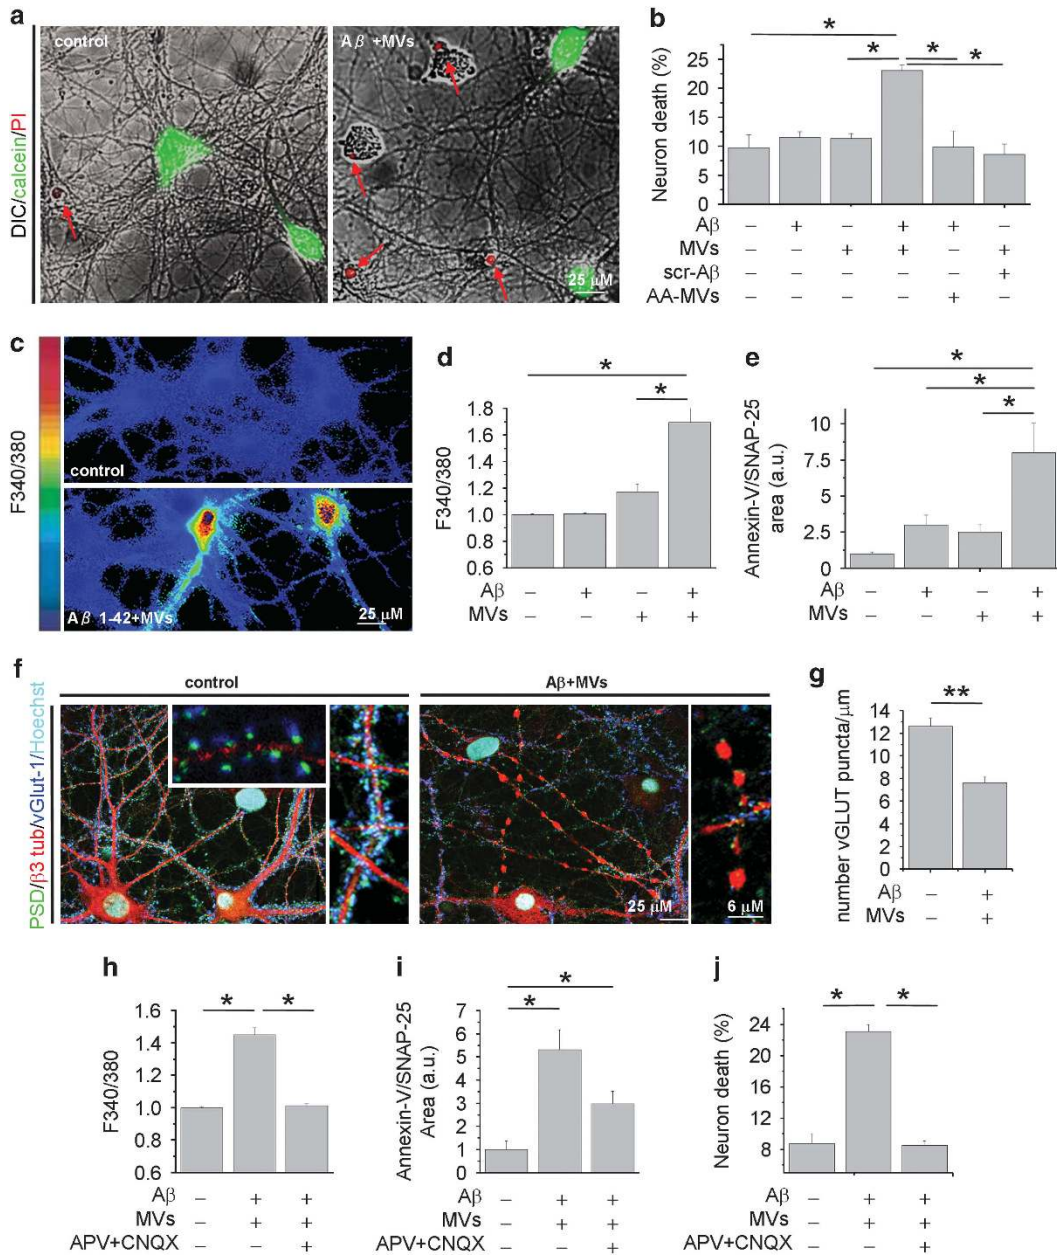 a
DIC/calcein/PI
control
Aβ +MVs
25 μM
b
Neuron death (%)
25
20
15
10
5
0
* * * *
Aβ – + – + + –
MVs – – + + – +
scr-Aβ – – – – – +
AA-MVs – – – – + –
c
F340/380
control
Aβ 1-42+MVs
25 μM
d
F340/380
1.8
1.6
1.4
1.2
1.0
0.8
0.6
* *
Aβ – + – +
MVs – – + +
e
Annexin-V/SNAP-25
area (a.u.)
10
7.5
5
2.5
0
* * *
Aβ – + – +
MVs – – + +
f
control
Aβ+MVs
PSD/β3 tub/vGlut-1/Hoechst
25 μM
6 μM
g
number vGLUT puncta/μm
14
12
10
8
6
4
2
0
**
Aβ – +
MVs – +
h
F340/380
1.6
1.4
1.2
1.0
0.8
0.6
* *
Aβ – + +
MVs – + +
APV+CNQX – – +
i
Annexin-V/SNAP-25
Area (a.u.)
7
6
5
4
3
2
1
0
* *
Aβ – + +
MVs – + +
APV+CNQX – – +
j
Neuron death (%)
24
20
16
12
8
* *
Aβ – + +
MVs – + +
APV+CNQX – – +